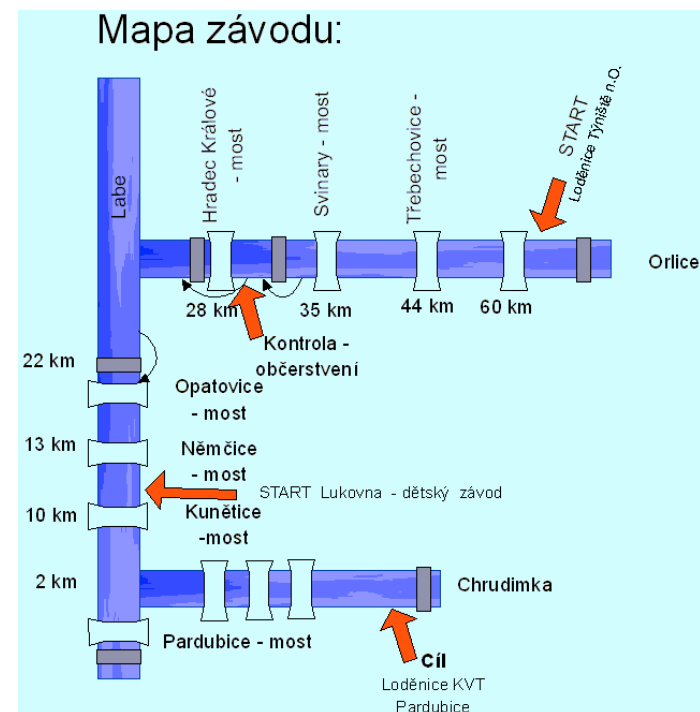 Mapa závodu:
Labe
Hradec Králové
- most
Svinary - most
Třebechovice -
most
START
Loděnice Týniště n.O.
Orlice
28 km
35 km
44 km
60 km
Kontrola -
občerstvení
22 km
Opatovice
- most
13 km
Němčice
- most
START Lukovna - dětský závod
10 km
Kunětice
-most
2 km
Chrudimka
Pardubice - most
Cíl
Loděnice KVT
Pardubice